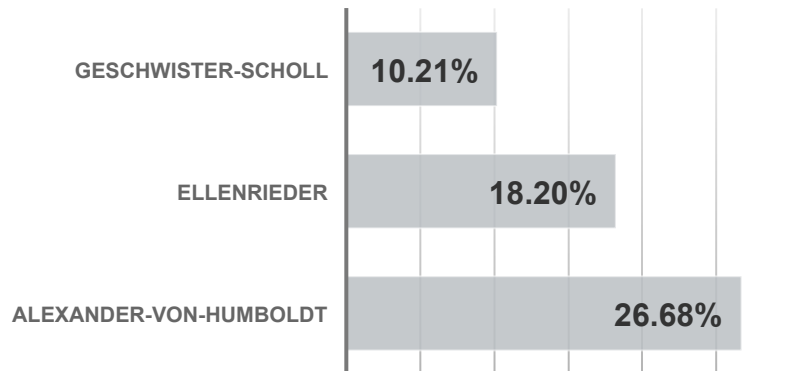 GESCHWISTER-SCHOLL 10.21%
ELLENRIEDER 18.20%
ALEXANDER-VON-HUMBOLDT 26.68%